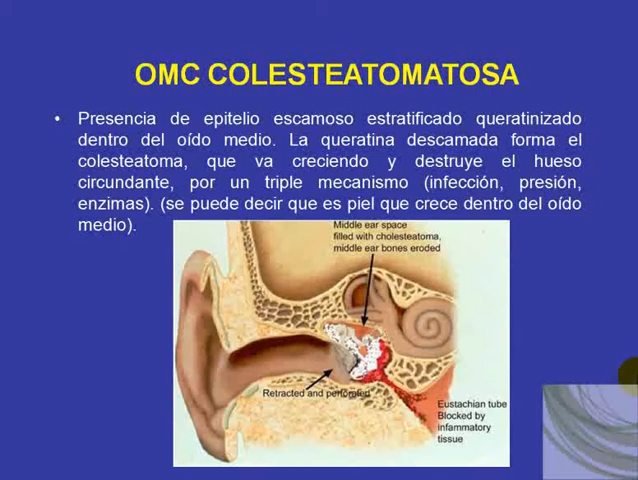 OMC COLESTEATOMATOSA
• Presencia de epitelio escamoso estratificado queratinizado
dentro del oído medio. La queratina descamada forma el
colesteatoma, que va creciendo y destruye el hueso
circundante, por un triple mecanismo (infección, presión,
enzimas). (se puede decir que es piel que crece dentro del oído
medio).
Middle ear space
filled with cholesteatoma,
middle ear bones eroded
Retracted and perforated
Eustachian tube
Blocked by
infammatory
tissue